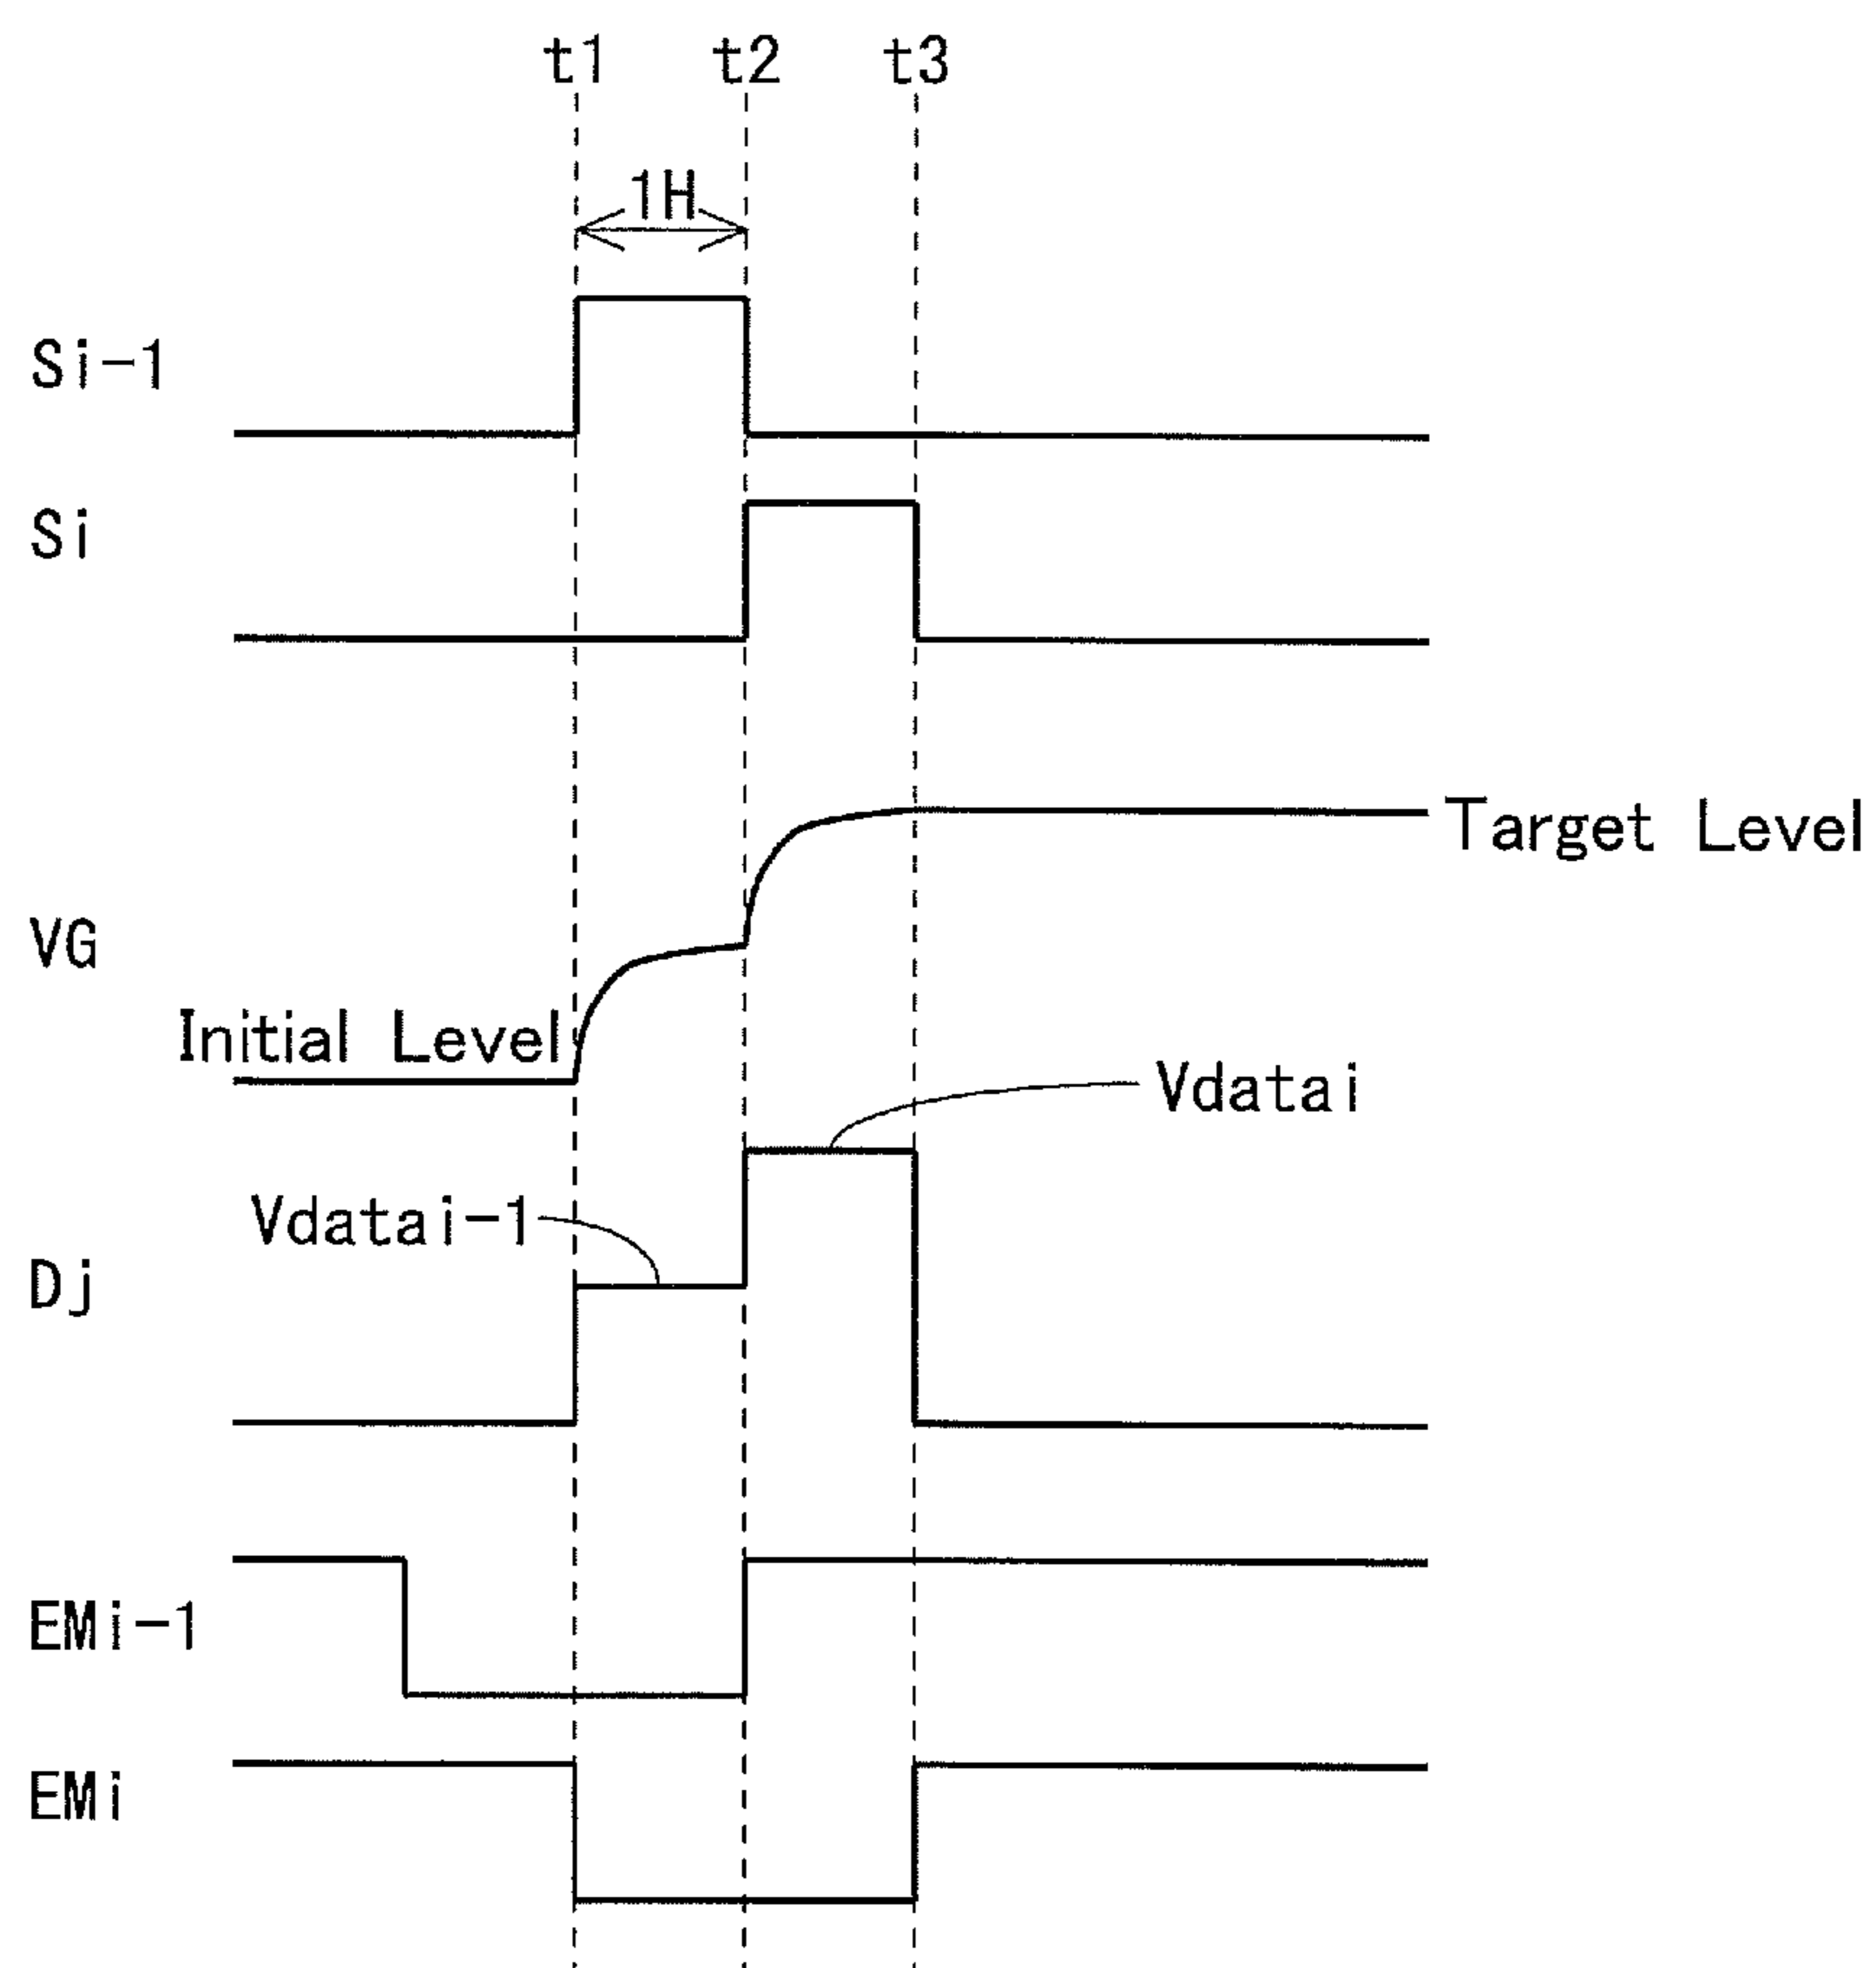 t1 t2 t3
1H
Si-1
Si
Target Level
VG
Initial Level
Vdatai
Vdatai-1
Dj
EMi-1
EMi